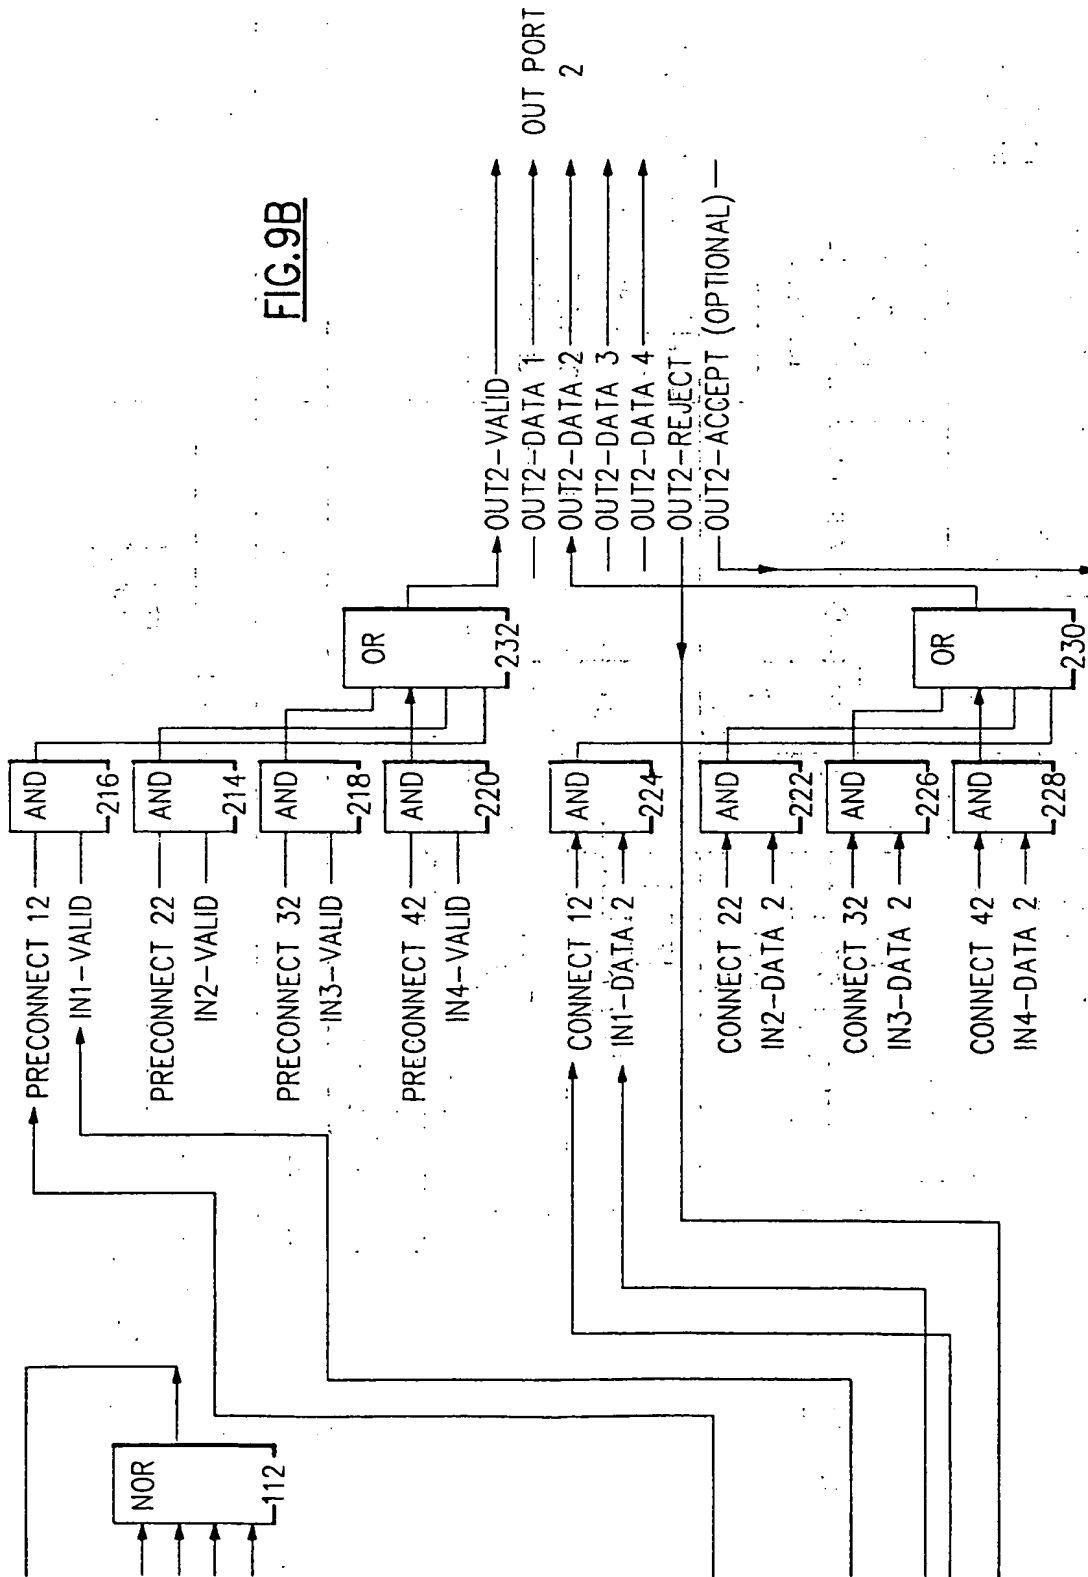 FIG.9B
NOR
112
PRECONNECT 12
IN1-VALID
AND
216
PRECONNECT 22
IN2-VALID
AND
214
PRECONNECT 32
IN3-VALID
AND
218
PRECONNECT 42
IN4-VALID
AND
220
OR
232
CONNECT 12
IN1-DATA 2
AND
224
CONNECT 22
IN2-DATA 2
AND
222
CONNECT 32
IN3-DATA 2
AND
226
CONNECT 42
IN4-DATA 2
AND
228
OR
230
OUT2-VALID
OUT2-DATA 1
OUT2-DATA 2
OUT2-DATA 3
OUT2-DATA 4
OUT2-REJECT
OUT2-ACCEPT (OPTIONAL)
OUT PORT
2